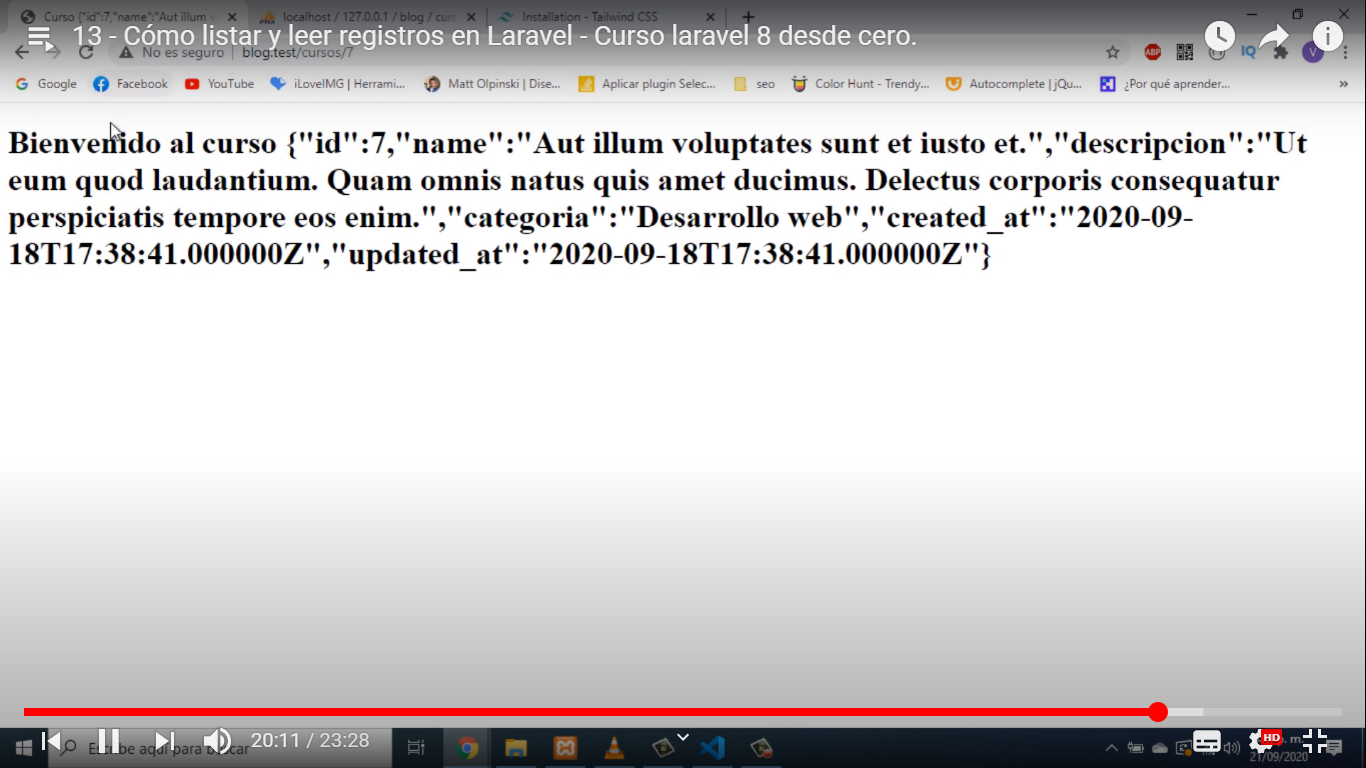 Curso {"id":7,"name":"Aut illum v
localhost / 127.0.0.1 / blog / curs
Installation - Tailwind CSS
13 - Cómo listar y leer registros en Laravel - Curso laravel 8 desde cero.
No es seguro
blog.test/cursos/7
ABP
IQ
V
Google
Facebook
YouTube
iLoveIMG | Herrami...
Matt Olpinski | Dise...
Aplicar plugin Selec...
seo
Color Hunt - Trendy...
Autocomplete | jQu...
¿Por qué aprender...
»
Bienvenido al curso {"id":7,"name":"Aut illum voluptates sunt et iusto et.","descripcion":"Ut
eum quod laudantium. Quam omnis natus quis amet ducimus. Delectus corporis consequatur
perspiciatis tempore eos enim.","categoria":"Desarrollo web","created_at":"2020-09-
18T17:38:41.000000Z","updated_at":"2020-09-18T17:38:41.000000Z"}
Escribe aquí para buscar
20:11 / 23:28
HD
21/09/2020